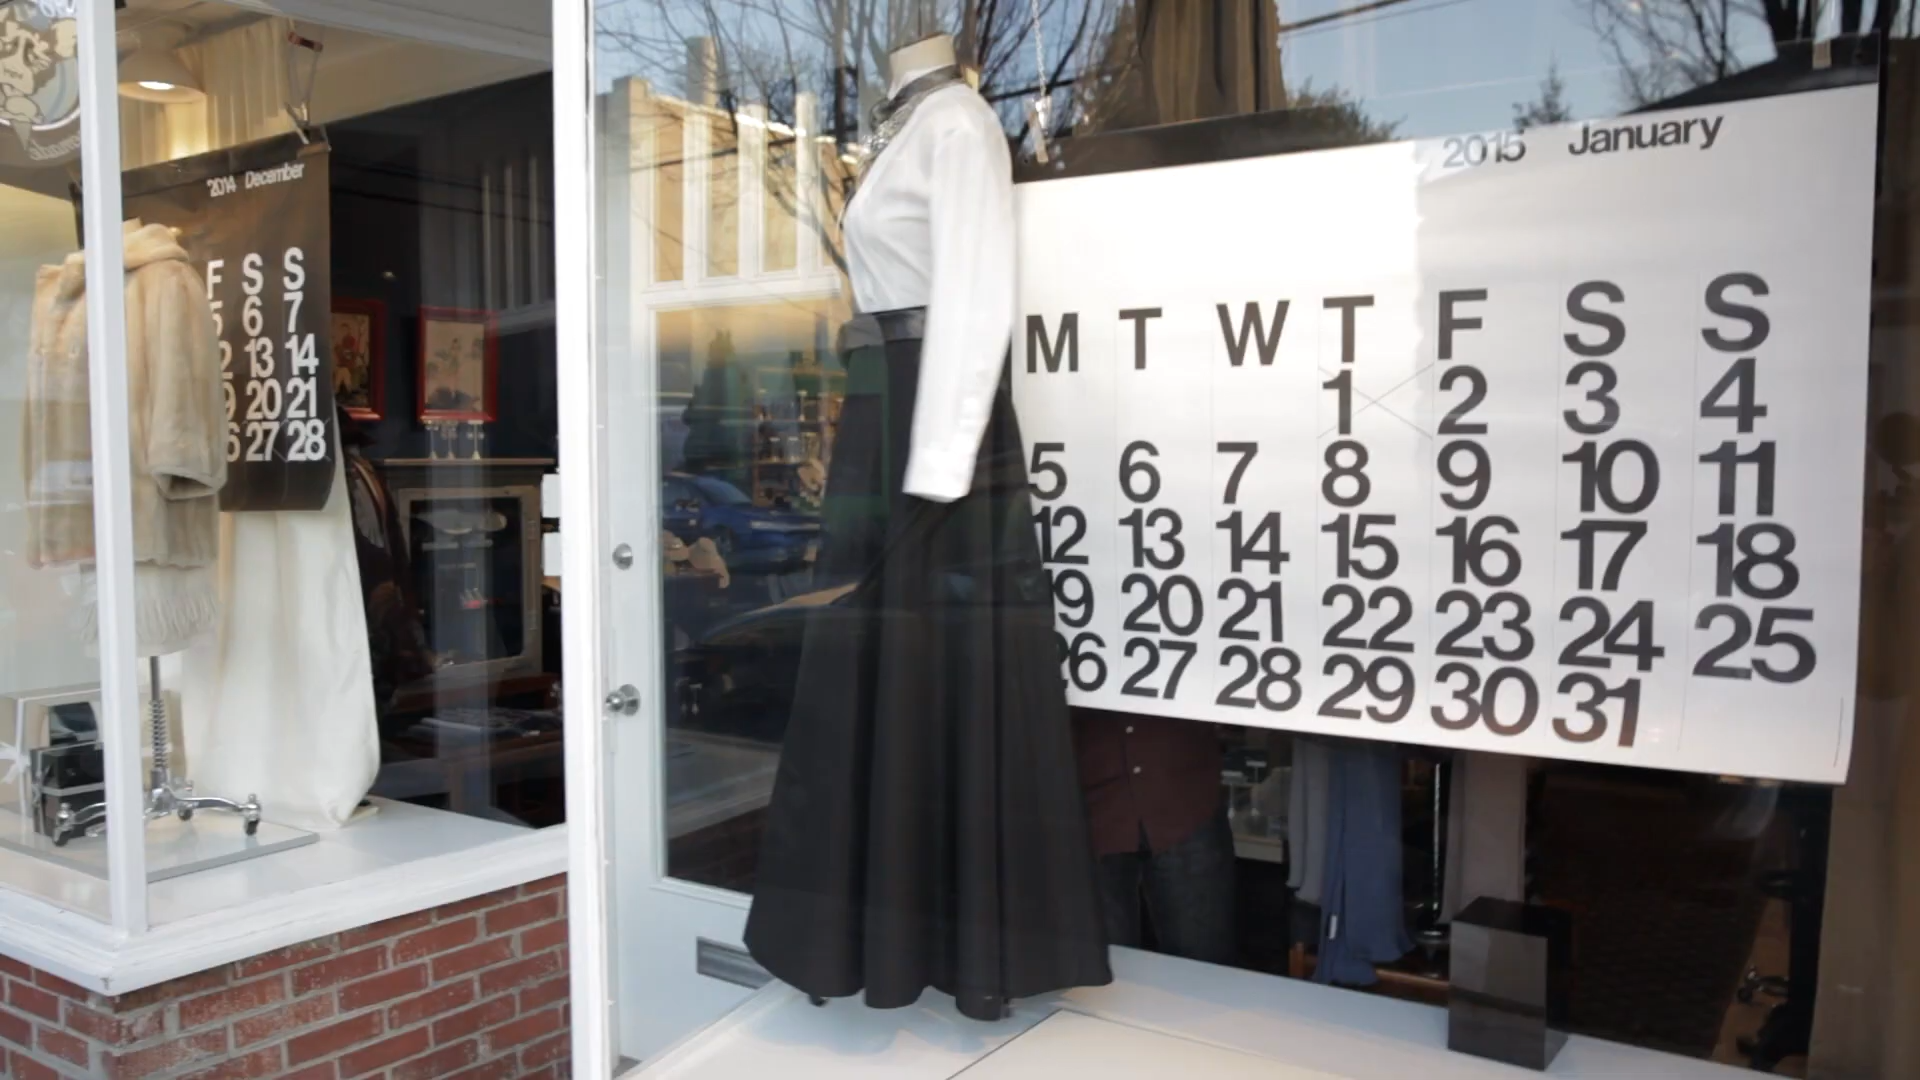 2014 December
F S S
5 6 7
13 14
20 21
27 28
2015 January
M T W T F S S
1 2 3 4
5 6 7 8 9 10 11
12 13 14 15 16 17 18
19 20 21 22 23 24 25
26 27 28 29 30 31